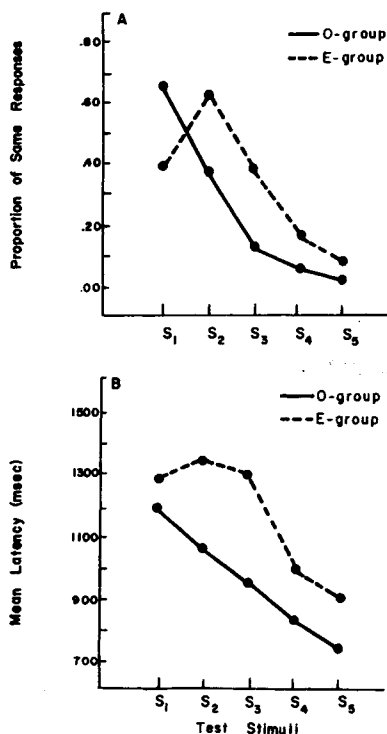 A
O-group
E-group
Proportion of Same Responses
.80
.60
.40
.20
.00
S1 S2 S3 S4 S5
B
O-group
E-group
Mean Latency (msec)
1500
1300
1100
900
700
S1 S2 S3 S4 S5
Test Stimuli